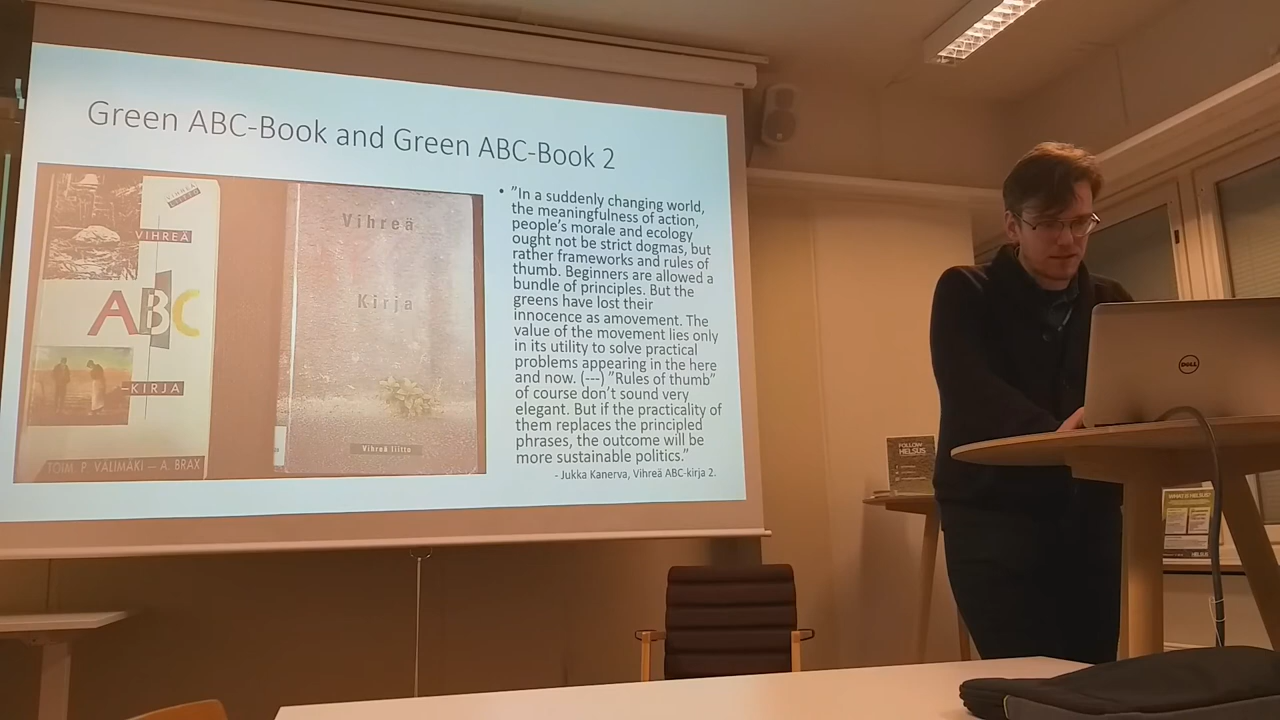 Green ABC-Book and Green ABC-Book 2
VIHREÄ
ABC
-KIRJA
TOIM. P. VALIMÄKI – A. BRAX
Vihreä
Kirja
Vihreä liitto
• ”In a suddenly changing world,
the meaningfulness of action,
people’s morale and ecology
ought not be strict dogmas, but
rather frameworks and rules of
thumb. Beginners are allowed a
bundle of principles. But the
greens have lost their
innocence as amovement. The
value of the movement lies only
in its utility to solve practical
problems appearing in the here
and now. (---) ”Rules of thumb”
of course don’t sound very
elegant. But if the practicality of
them replaces the principled
phrases, the outcome will be
more sustainable politics.”
- Jukka Kanerva, Vihreä ABC-kirja 2.
DELL
FOLLOW
HELSUS
WHAT IS HELSUS?
HELSUS